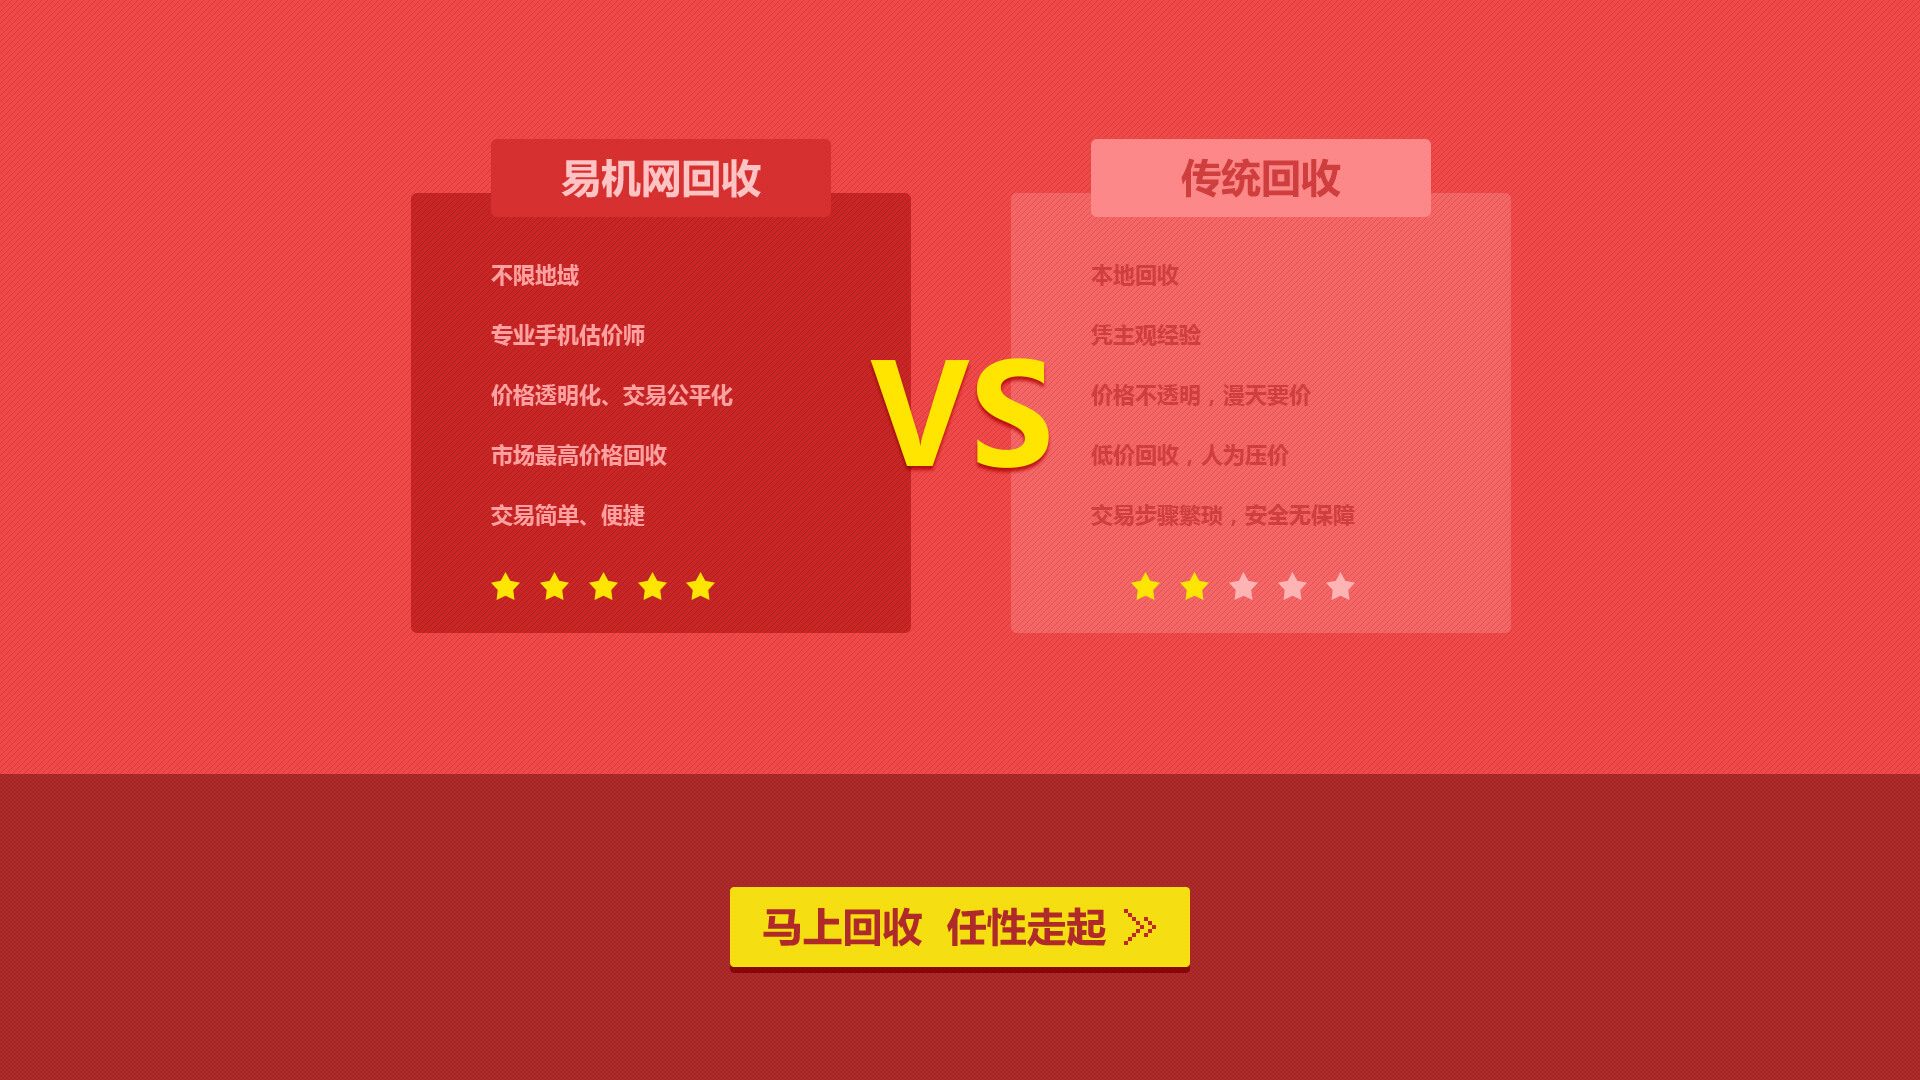 易机网回收
不限地域
专业手机估价师
价格透明化、交易公平化
市场最高价格回收
交易简单、便捷
VS
传统回收
本地回收
凭主观经验
价格不透明，漫天要价
低价回收，人为压价
交易步骤繁琐，安全无保障
马上回收 任性走起